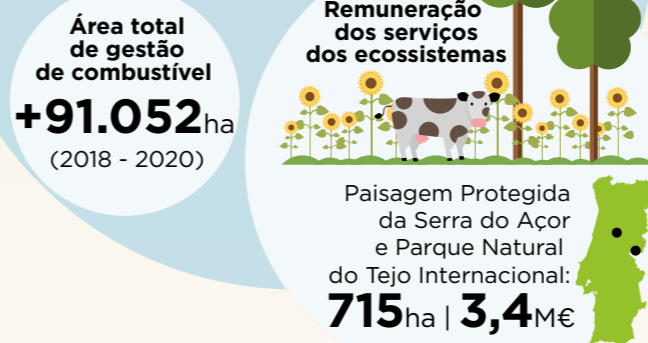 Área total
de gestão
de combustível
+91.052ha
(2018 - 2020)
Remuneração
dos serviços
dos ecossistemas
Paisagem Protegida
da Serra do Açor
e Parque Natural
do Tejo Internacional:
715ha | 3,4M€